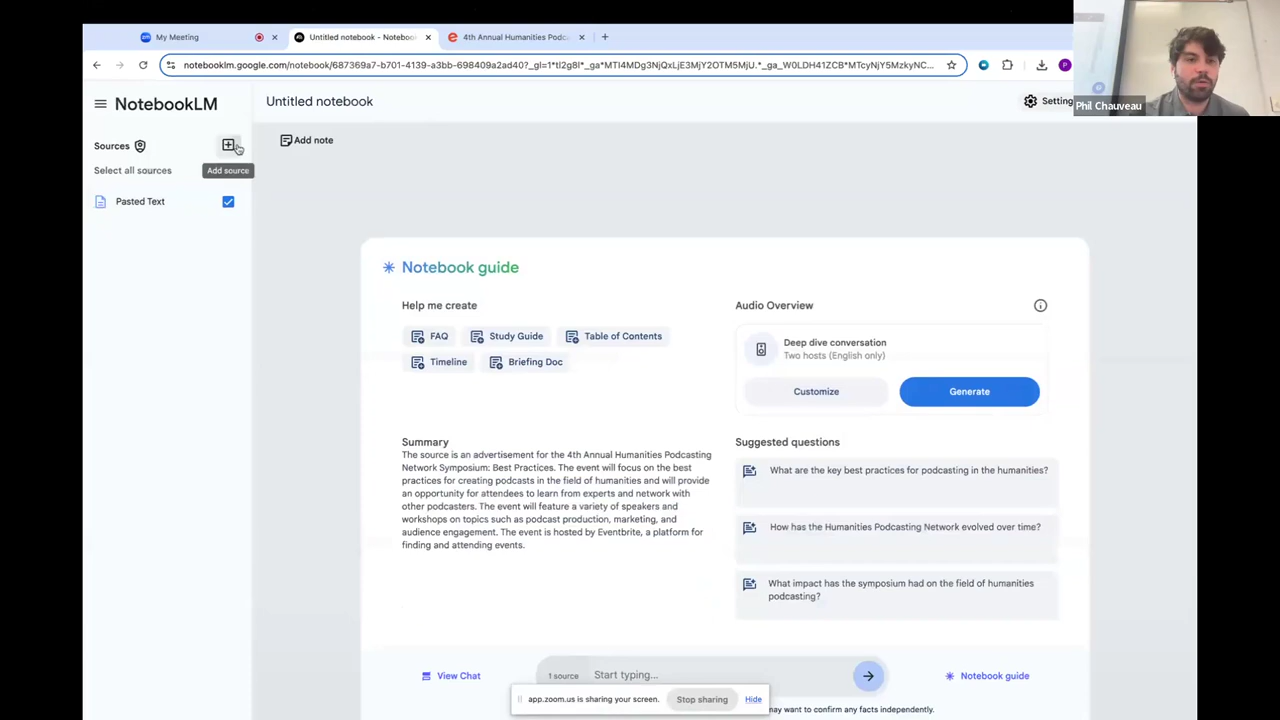 My Meeting
Untitled notebook - Notebook
4th Annual Humanities Podc
notebooklm.google.com/notebook/687369a7-b701-4139-a3bb-698409a2ad40?_gl=1*tl2g8l*_ga*MTI4MDg3NjQxLjE3MjY2OTM5MjU.*_ga_W0LDH41ZCB*MTcyNjY5MzkyNC...
NotebookLM
Untitled notebook
Setting
Phil Chauveau
Sources
Add note
Select all sources
Add source
Pasted Text
Notebook guide
Help me create
FAQ
Study Guide
Table of Contents
Timeline
Briefing Doc
Audio Overview
Deep dive conversation
Two hosts (English only)
Customize
Generate
Summary
The source is an advertisement for the 4th Annual Humanities Podcasting
Network Symposium: Best Practices. The event will focus on the best
practices for creating podcasts in the field of humanities and will provide
an opportunity for attendees to learn from experts and network with
other podcasters. The event will feature a variety of speakers and
workshops on topics such as podcast production, marketing, and
audience engagement. The event is hosted by Eventbrite, a platform for
finding and attending events.
Suggested questions
What are the key best practices for podcasting in the humanities?
How has the Humanities Podcasting Network evolved over time?
What impact has the symposium had on the field of humanities
podcasting?
View Chat
1 source
Start typing...
Notebook guide
app.zoom.us is sharing your screen.
Stop sharing
Hide
may want to confirm any facts independently.